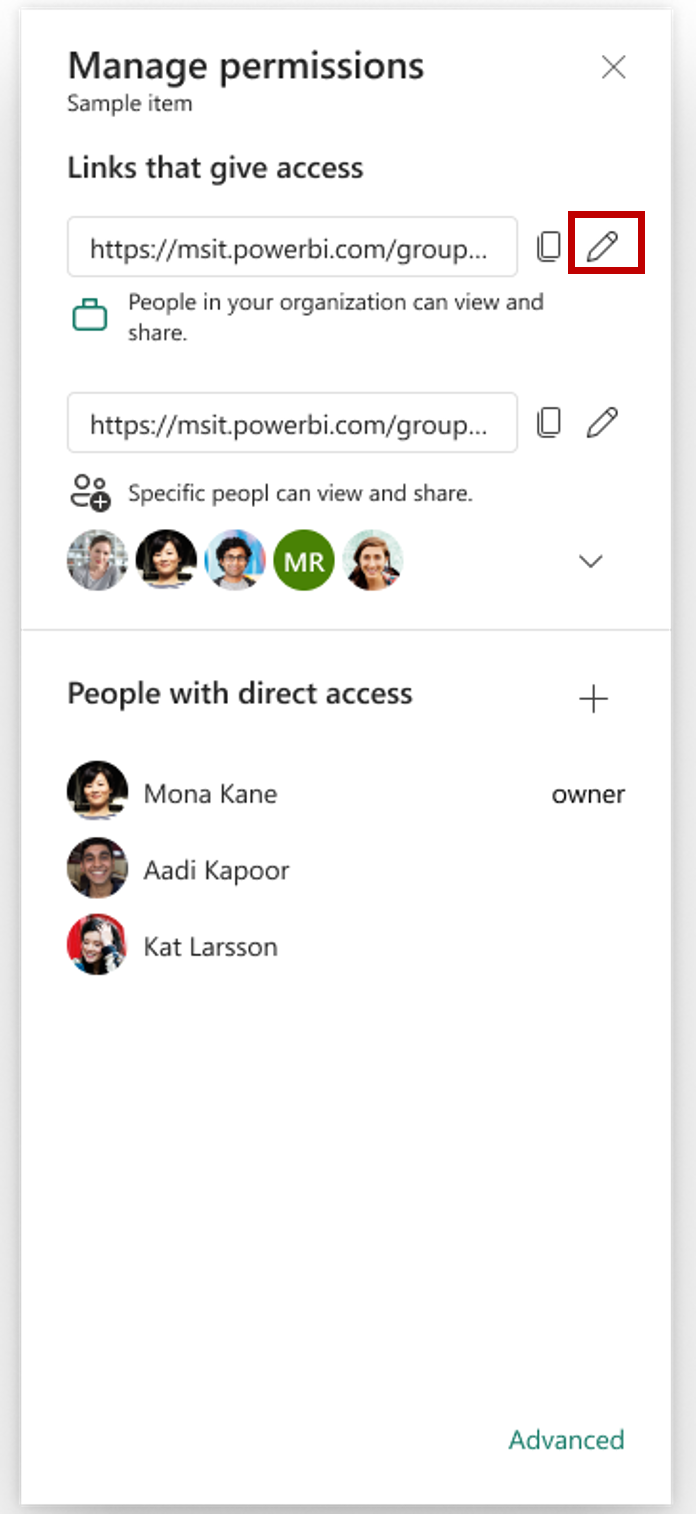 Manage permissions
Sample item
Links that give access
https://msit.powerbi.com/group...
People in your organization can view and
share.
https://msit.powerbi.com/group...
Specific peopl can view and share.
MR
People with direct access
Mona Kane owner
Aadi Kapoor
Kat Larsson
Advanced